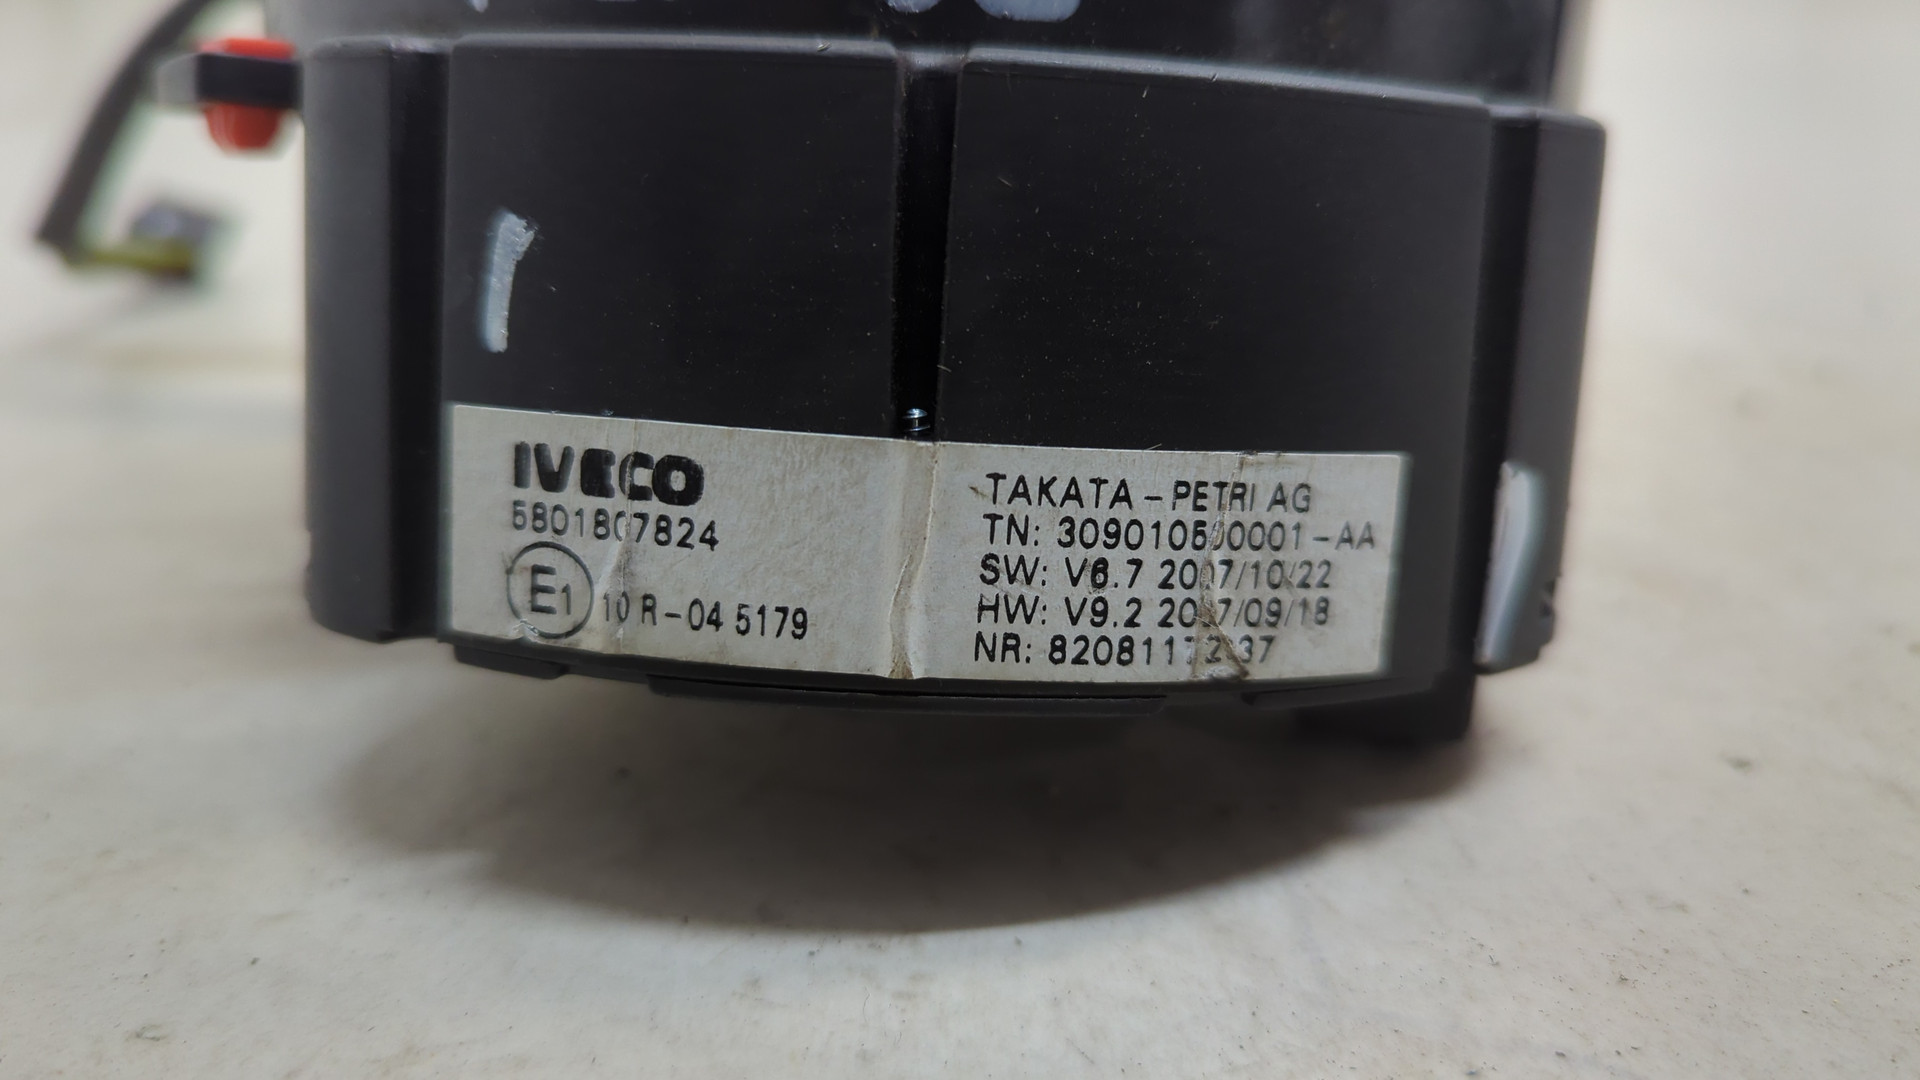 IVECO
5801807824
E1 10 R-04 5179
TAKATA-PETRI AG
TN: 309010500001-AA
SW: V6.7 2007/10/22
HW: V9.2 2007/09/18
NR: